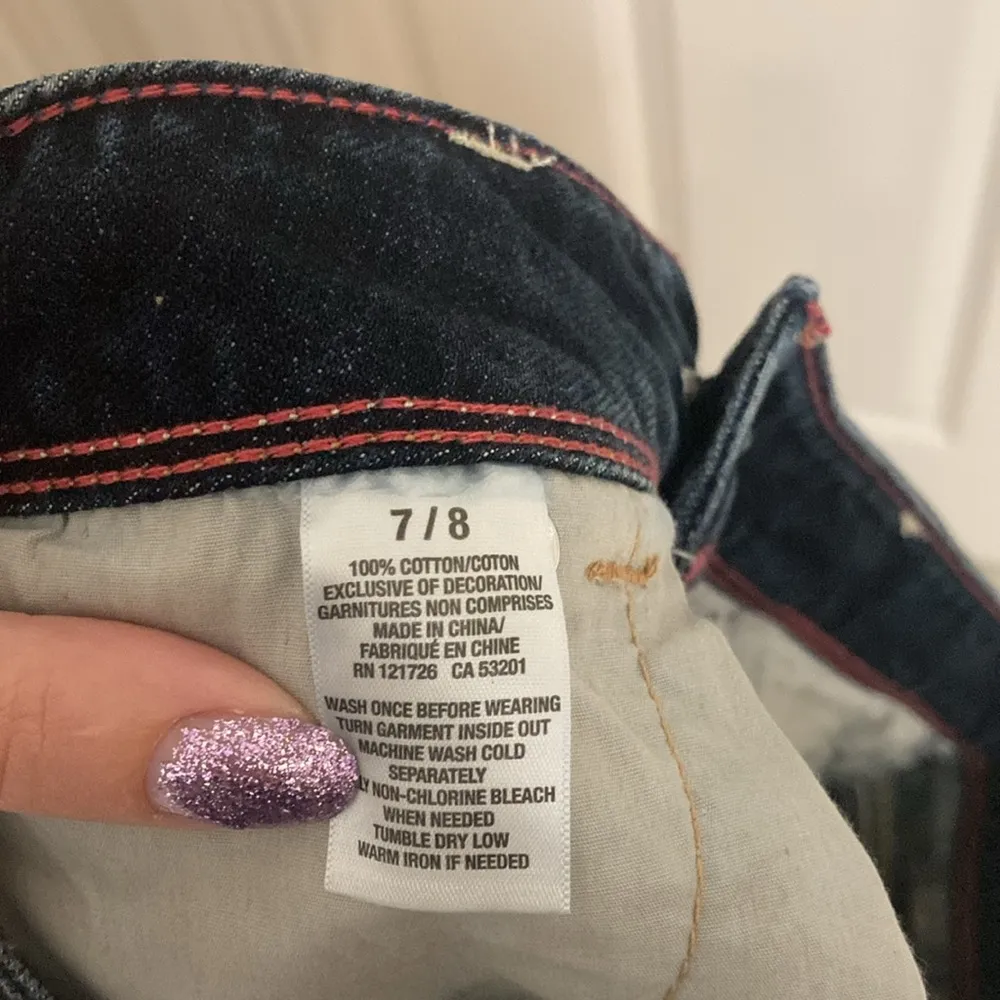 7 / 8
100% COTTON/COTON
EXCLUSIVE OF DECORATION/
GARNITURES NON COMPRISES
MADE IN CHINA/
FABRIQUÉ EN CHINE
RN 121726 CA 53201
WASH ONCE BEFORE WEARING
TURN GARMENT INSIDE OUT
MACHINE WASH COLD
SEPARATELY
NON-CHLORINE BLEACH
WHEN NEEDED
TUMBLE DRY LOW
WARM IRON IF NEEDED